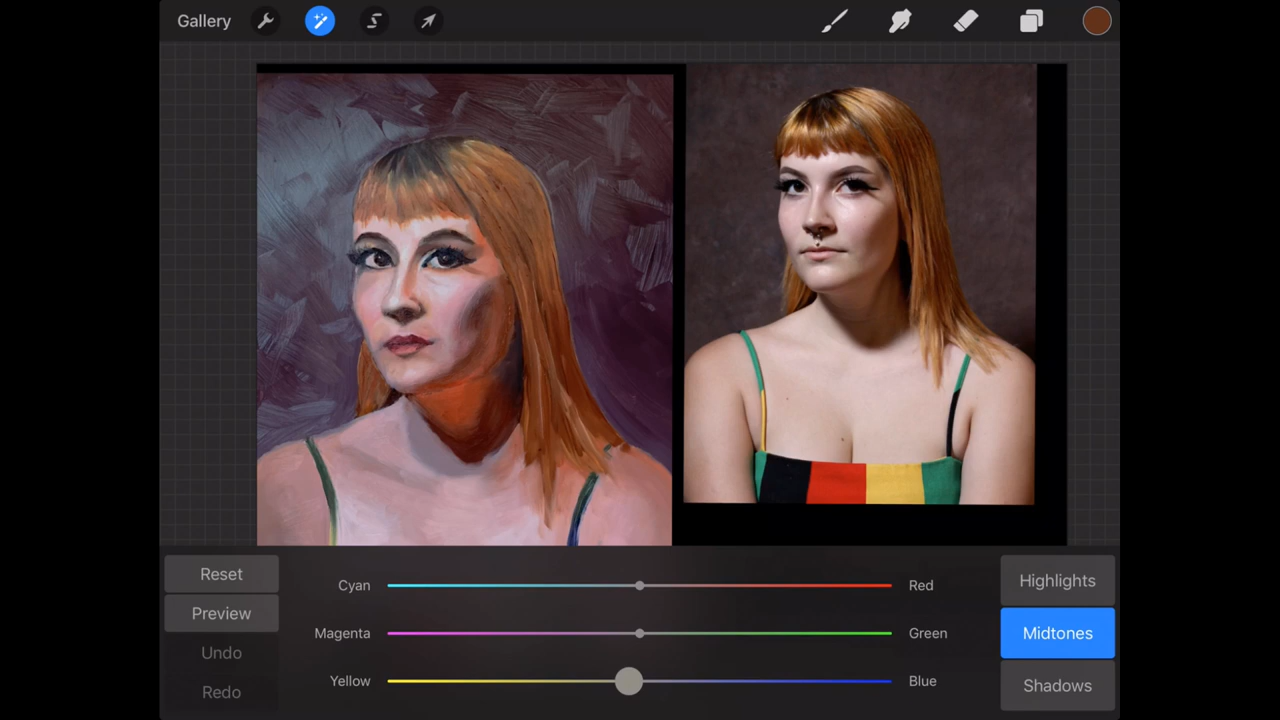 Gallery
Reset
Preview
Undo
Redo
Cyan
Red
Magenta
Green
Yellow
Blue
Highlights
Midtones
Shadows